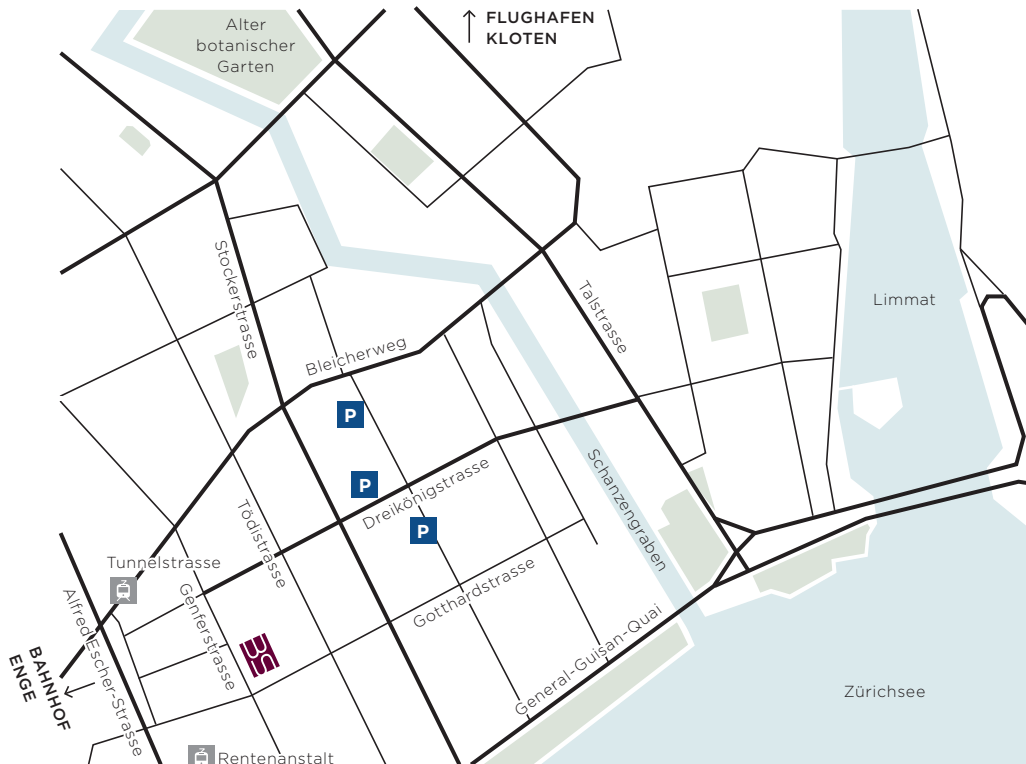 Alter
botanischer
Garten
FLUGHAFEN
KLOTEN
Stockerstrasse
Talstrasse
Limmat
Bleicherweg
P
P
Dreikönigstrasse
P
Schanzengraben
Tödistrasse
Tunnelstrasse
Genferstrasse
Gotthardstrasse
Alfred Escher-Strasse
General-Guisan-Quai
BAHNHOF
ENGE
Zürichsee
Rentenanstalt